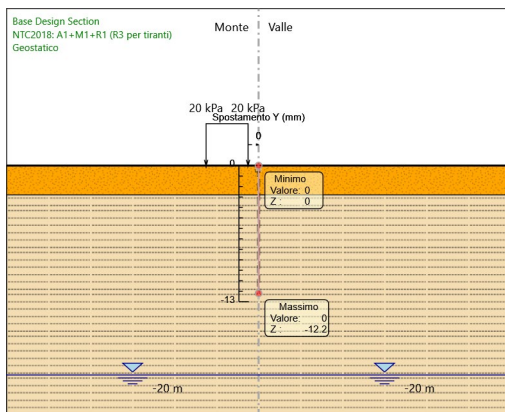 Base Design Section
NTC2018: A1+M1+R1 (R3 per tiranti)
Geostatico
Monte
Valle
20 kPa
20 kPa
Spostamento Y (mm)
0
0
Minimo
Valore: 0
Z : 0
-13
Massimo
Valore: 0
Z : -12.2
-20 m
-20 m